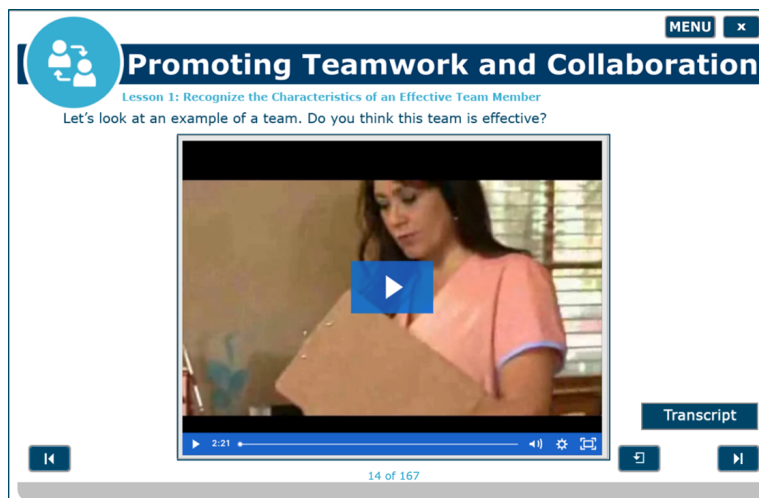 MENU x
Promoting Teamwork and Collaboration
Lesson 1: Recognize the Characteristics of an Effective Team Member
Let's look at an example of a team. Do you think this team is effective?
2:21
Transcript
14 of 167